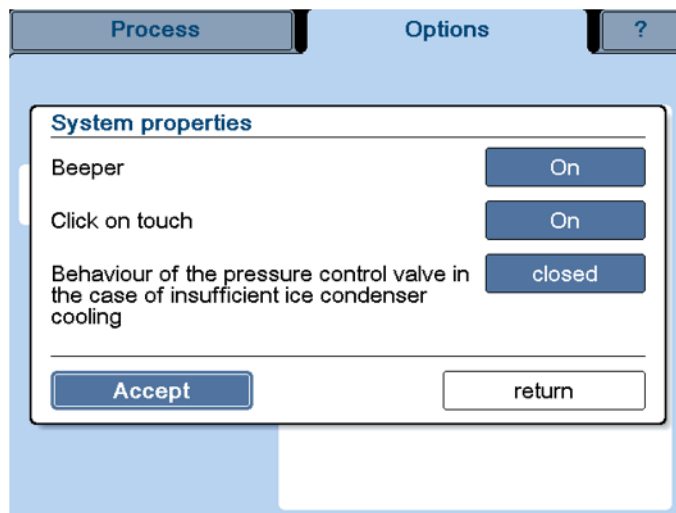 Process
Options
?
System properties
Beeper
On
Click on touch
On
Behaviour of the pressure control valve in
the case of insufficient ice condenser
cooling
closed
Accept
return